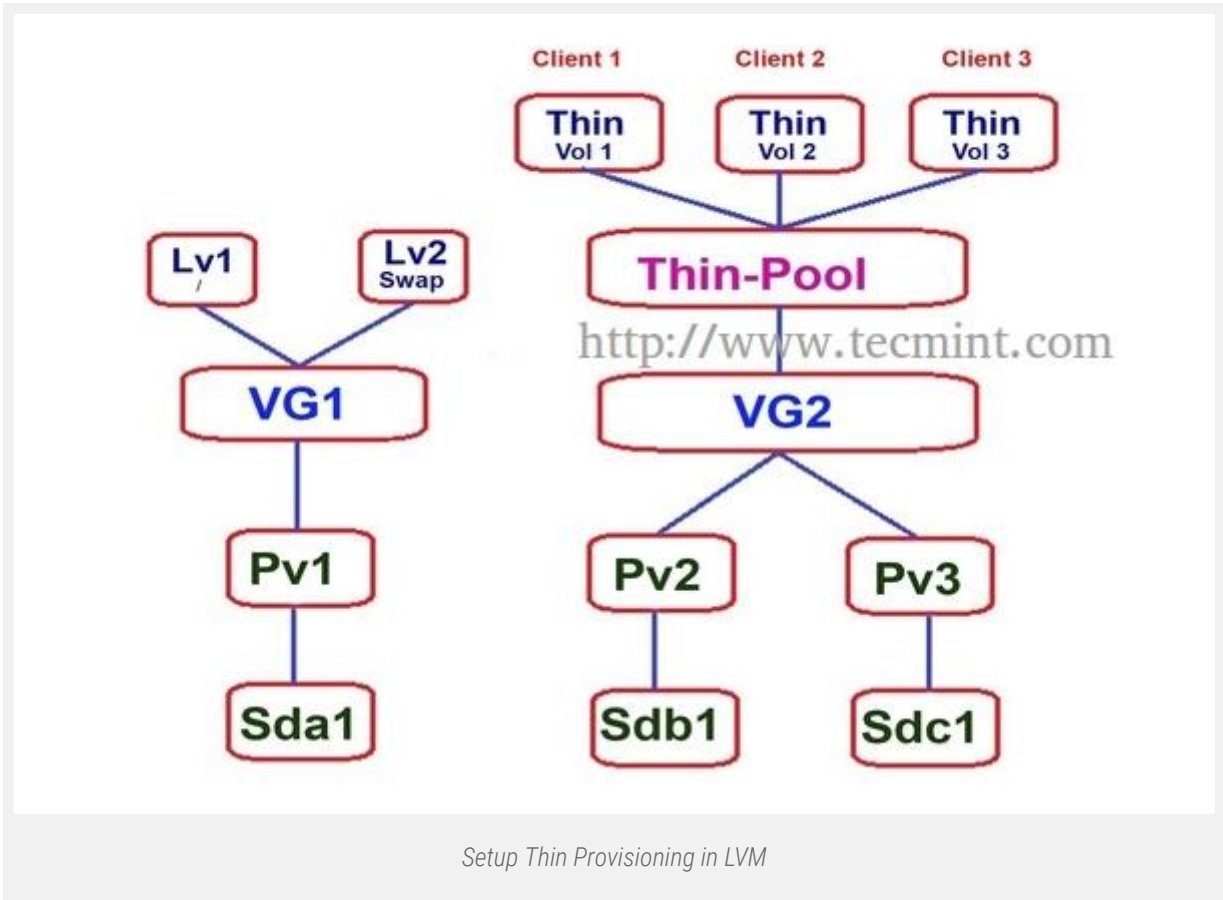 Client 1
Client 2
Client 3
Thin
Vol 1
Thin
Vol 2
Thin
Vol 3
Lv1
/
Lv2
Swap
Thin-Pool
http://www.tecmint.com
VG1
VG2
Pv1
Pv2
Pv3
Sda1
Sdb1
Sdc1
Setup Thin Provisioning in LVM